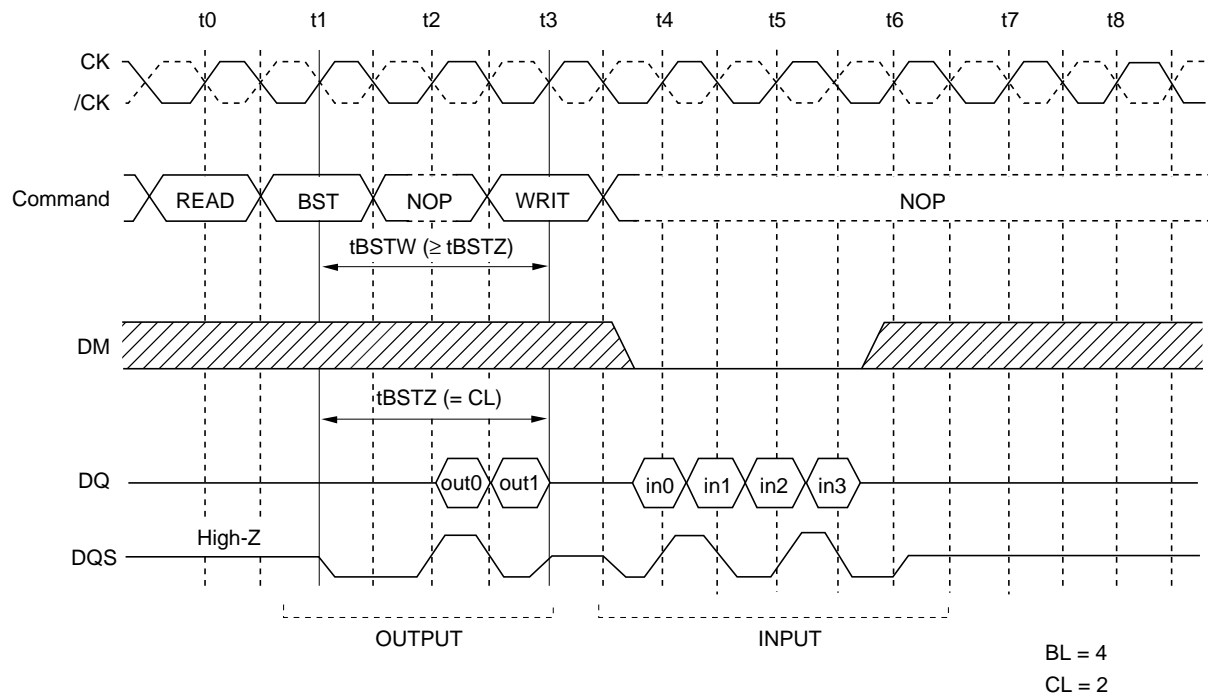 t0 t1 t2 t3 t4 t5 t6 t7 t8
CK
/CK
Command READ BST NOP WRIT NOP
tBSTW (≥ tBSTZ)
DM
tBSTZ (= CL)
DQ out0 out1 in0 in1 in2 in3
High-Z
DQS
OUTPUT INPUT
BL = 4
CL = 2